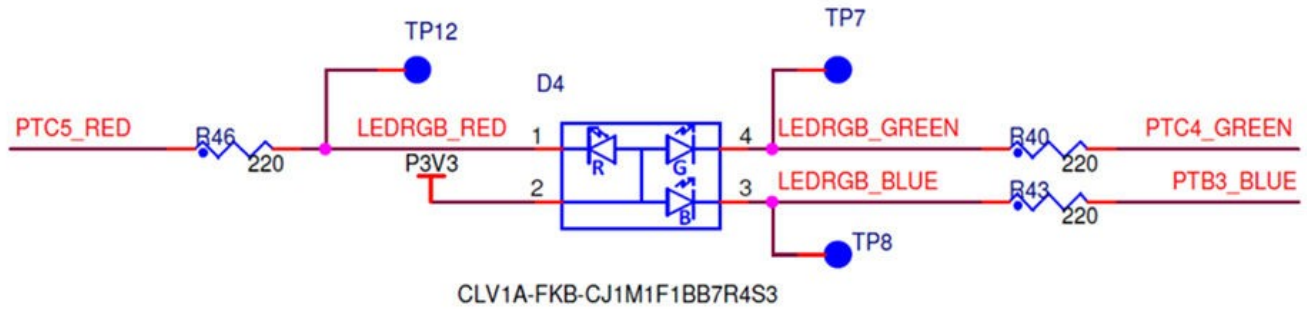 TP12
TP7
D4
PTC5_RED
R46
220
LEDRGB_RED
1
4
LEDRGB_GREEN
R40
220
PTC4_GREEN
P3V3
R
G
2
3
LEDRGB_BLUE
R43
220
PTB3_BLUE
B
TP8
CLV1A-FKB-CJ1M1F1BB7R4S3